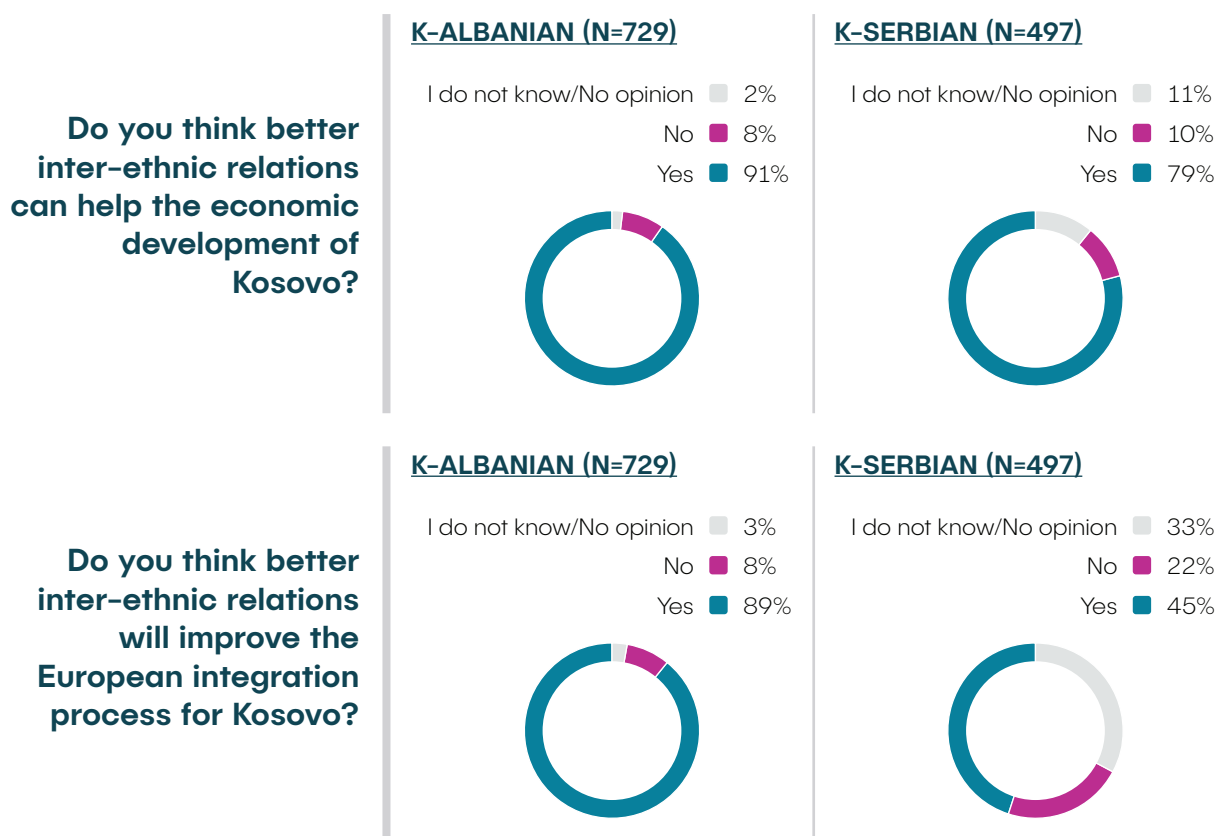 Do you think better
inter-ethnic relations
can help the economic
development of
Kosovo?
K-ALBANIAN (N=729)
I do not know/No opinion 2%
No 8%
Yes 91%
K-SERBIAN (N=497)
I do not know/No opinion 11%
No 10%
Yes 79%
Do you think better
inter-ethnic relations
will improve the
European integration
process for Kosovo?
K-ALBANIAN (N=729)
I do not know/No opinion 3%
No 8%
Yes 89%
K-SERBIAN (N=497)
I do not know/No opinion 33%
No 22%
Yes 45%